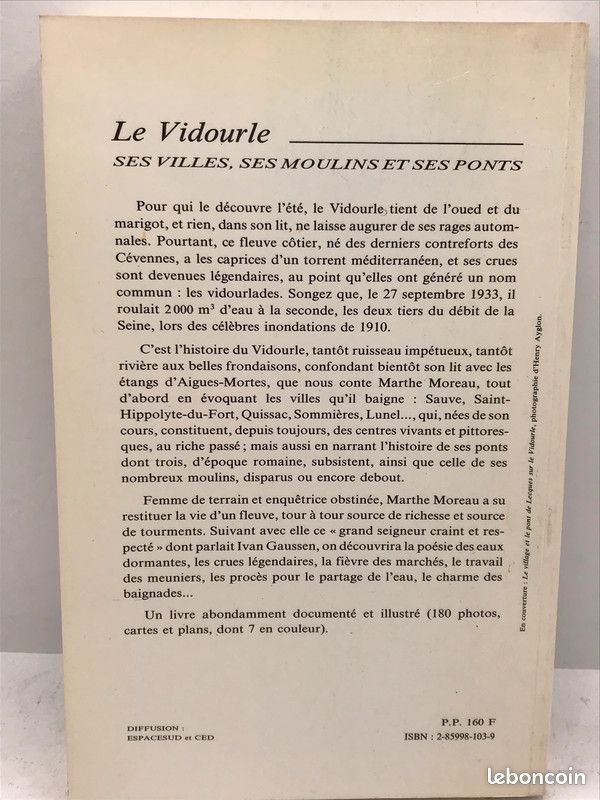 Le Vidourle
SES VILLES, SES MOULINS ET SES PONTS
Pour qui le découvre l'été, le Vidourle tient de l'oued et du
marigot, et rien, dans son lit, ne laisse augurer de ses rages autom-
nales. Pourtant, ce fleuve côtier, né des derniers contreforts des
Cévennes, a les caprices d'un torrent méditerranéen, et ses crues
sont devenues légendaires, au point qu'elles ont généré un nom
commun : les vidourlades. Songez que, le 27 septembre 1933, il
roulait 2 000 m³ d'eau à la seconde, les deux tiers du débit de la
Seine, lors des célèbres inondations de 1910.
C'est l'histoire du Vidourle, tantôt ruisseau impétueux, tantôt
rivière aux belles frondaisons, confondant bientôt son lit avec les
étangs d'Aigues-Mortes, que nous conte Marthe Moreau, tout
d'abord en évoquant les villes qu'il baigne : Sauve, Saint-
Hippolyte-du-Fort, Quissac, Sommières, Lunel..., qui, nées de son
cours, constituent, depuis toujours, des centres vivants et pittores-
ques, au riche passé ; mais aussi en narrant l'histoire de ses ponts
dont trois, d'époque romaine, subsistent, ainsi que celle de ses
nombreux moulins, disparus ou encore debout.
Femme de terrain et enquêtrice obstinée, Marthe Moreau a su
restituer la vie d'un fleuve, tour à tour source de richesse et source
de tourments. Suivant avec elle ce « grand seigneur craint et res-
pecté » dont parlait Ivan Gaussen, on découvrira la poésie des eaux
dormantes, les crues légendaires, la fièvre des marchés, le travail
des meuniers, les procès pour le partage de l'eau, le charme des
baignades...
Un livre abondamment documenté et illustré (180 photos,
cartes et plans, dont 7 en couleur).
En couverture : Le village et le pont de Lecques sur le Vidourle, photographie d'Henry Ayglon.
DIFFUSION :
ESPACESUD et CED
P.P. 160 F
ISBN : 2-85998-103-9
leboncoin